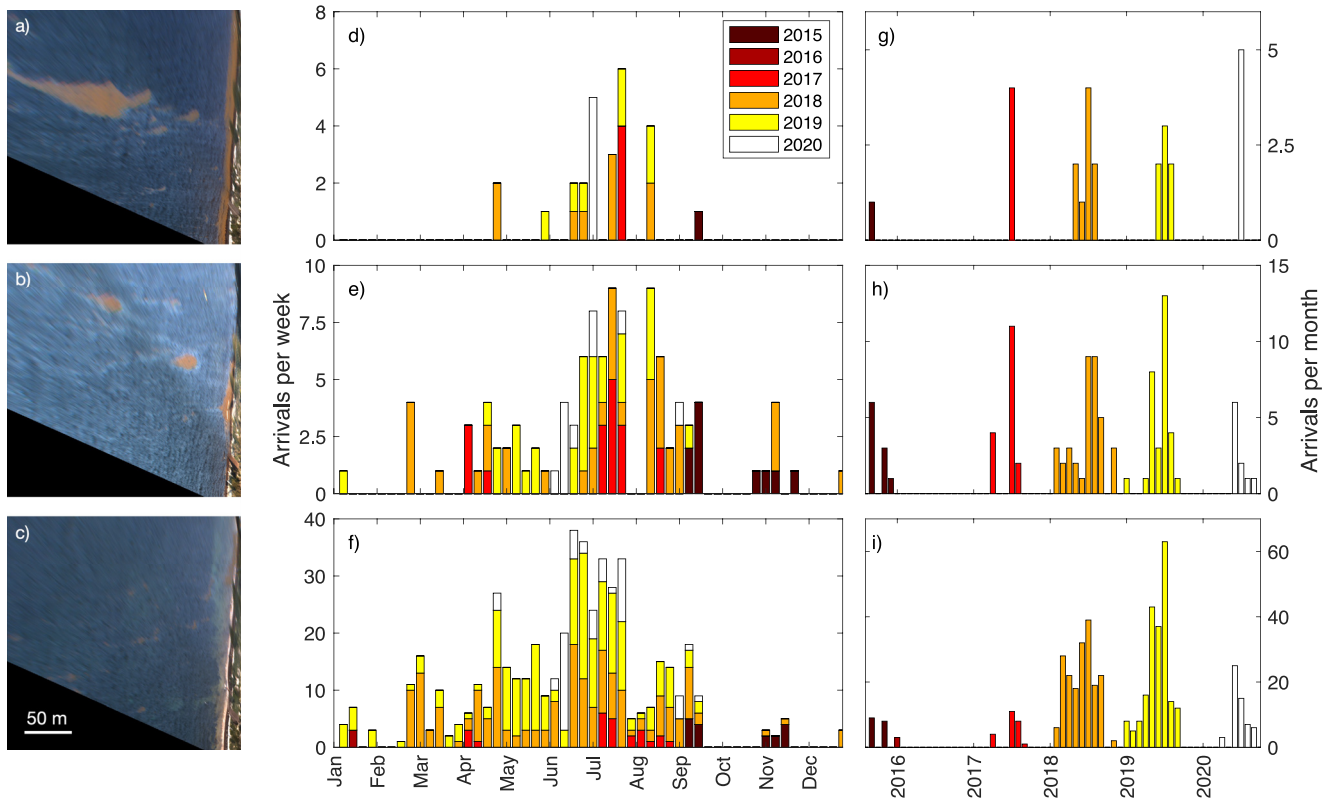 a)
b)
c)
50 m
d)
8
6
4
2
0
2015
2016
2017
2018
2019
2020
e)
10
7.5
5
2.5
0
Arrivals per week
f)
40
30
20
10
0
Jan
Feb
Mar
Apr
May
Jun
Jul
Aug
Sep
Oct
Nov
Dec
g)
5
2.5
0
h)
15
10
5
0
Arrivals per month
i)
60
40
20
0
2016
2017
2018
2019
2020